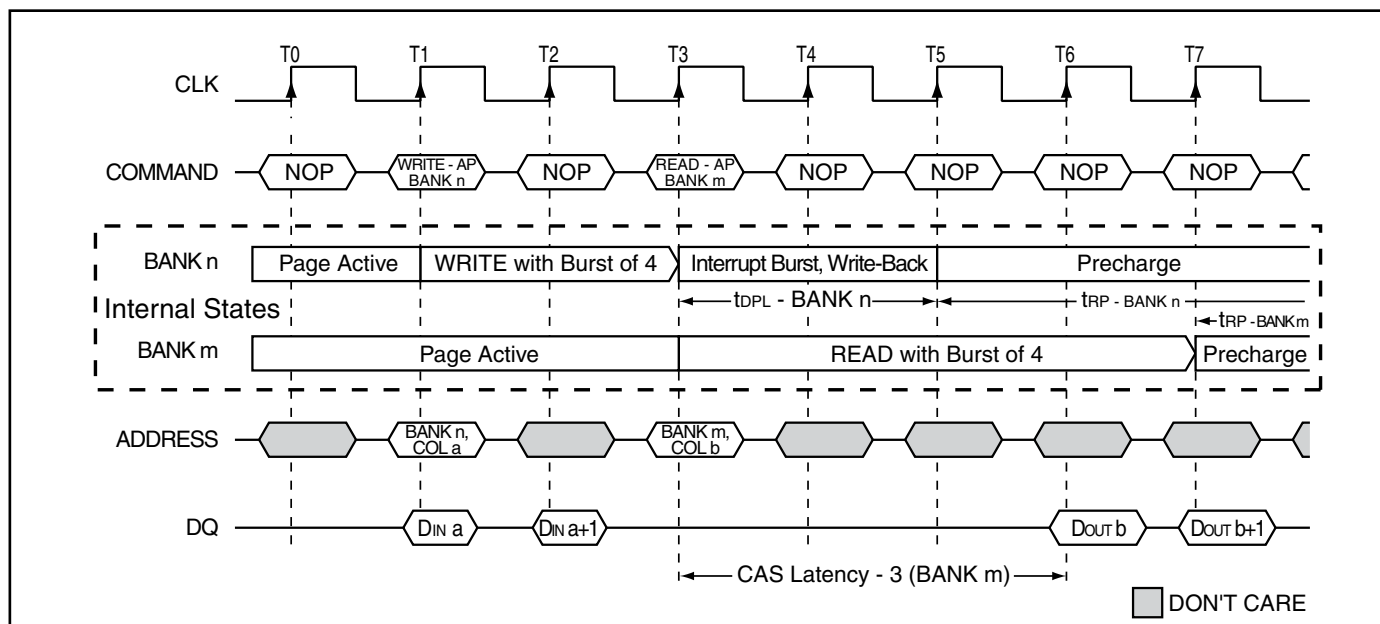 T0 T1 T2 T3 T4 T5 T6 T7
CLK
COMMAND NOP WRITE - AP BANK n NOP READ - AP BANK m NOP NOP NOP NOP
BANK n Page Active WRITE with Burst of 4 Interrupt Burst, Write-Back Precharge
tDPL - BANK n tRP - BANK n
Internal States
tRP - BANK m
BANK m Page Active READ with Burst of 4 Precharge
ADDRESS BANK n, COL a BANK m, COL b
DQ DIN a DIN a+1 DOUT b DOUT b+1
CAS Latency - 3 (BANK m)
DON'T CARE